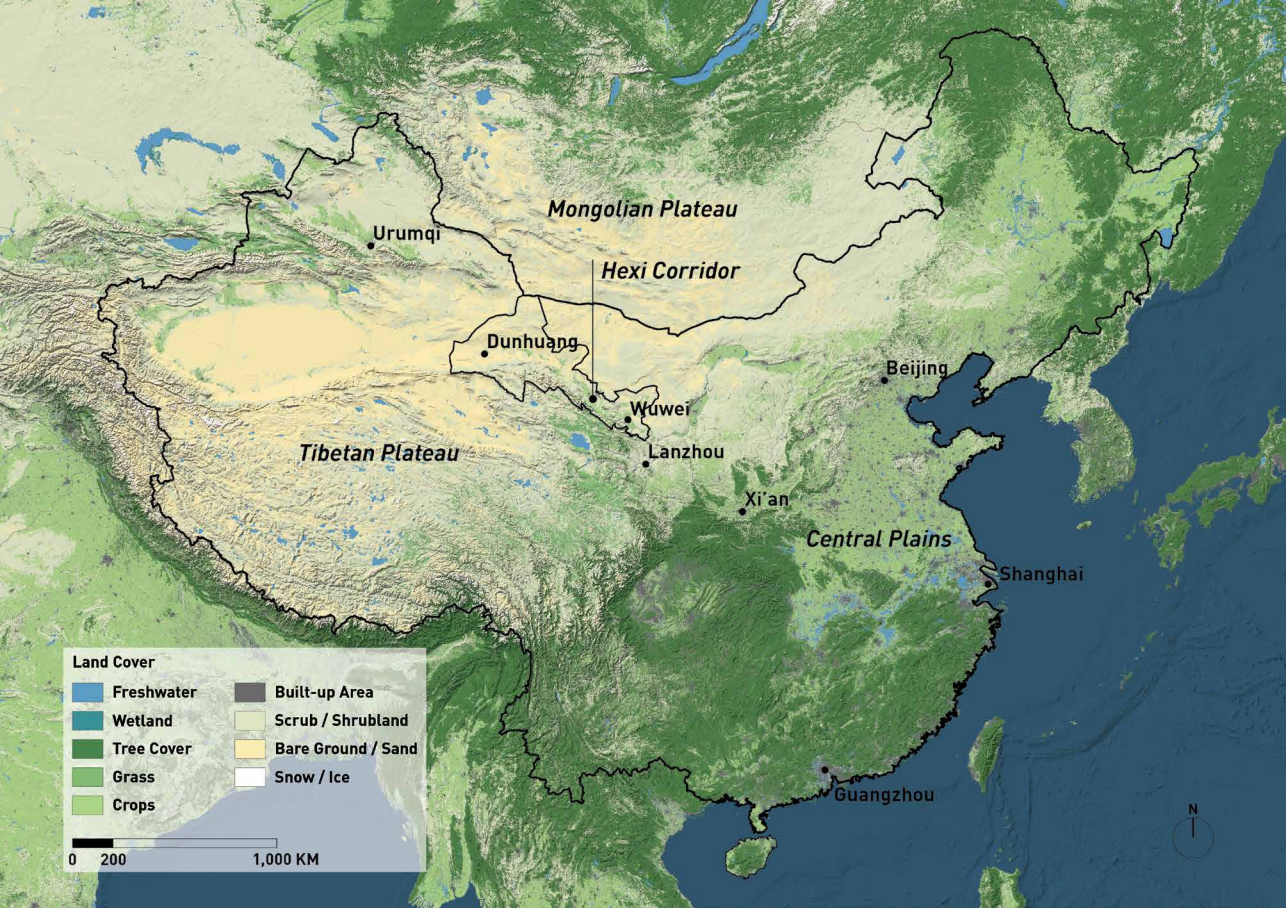 Mongolian Plateau
Urumqi
Hexi Corridor
Dunhuang
Beijing
Wuwei
Tibetan Plateau
Lanzhou
Xi'an
Central Plains
Shanghai
Guangzhou
Land Cover
Freshwater
Wetland
Tree Cover
Grass
Crops
Built-up Area
Scrub / Shrubland
Bare Ground / Sand
Snow / Ice
0 200 1,000 KM
N